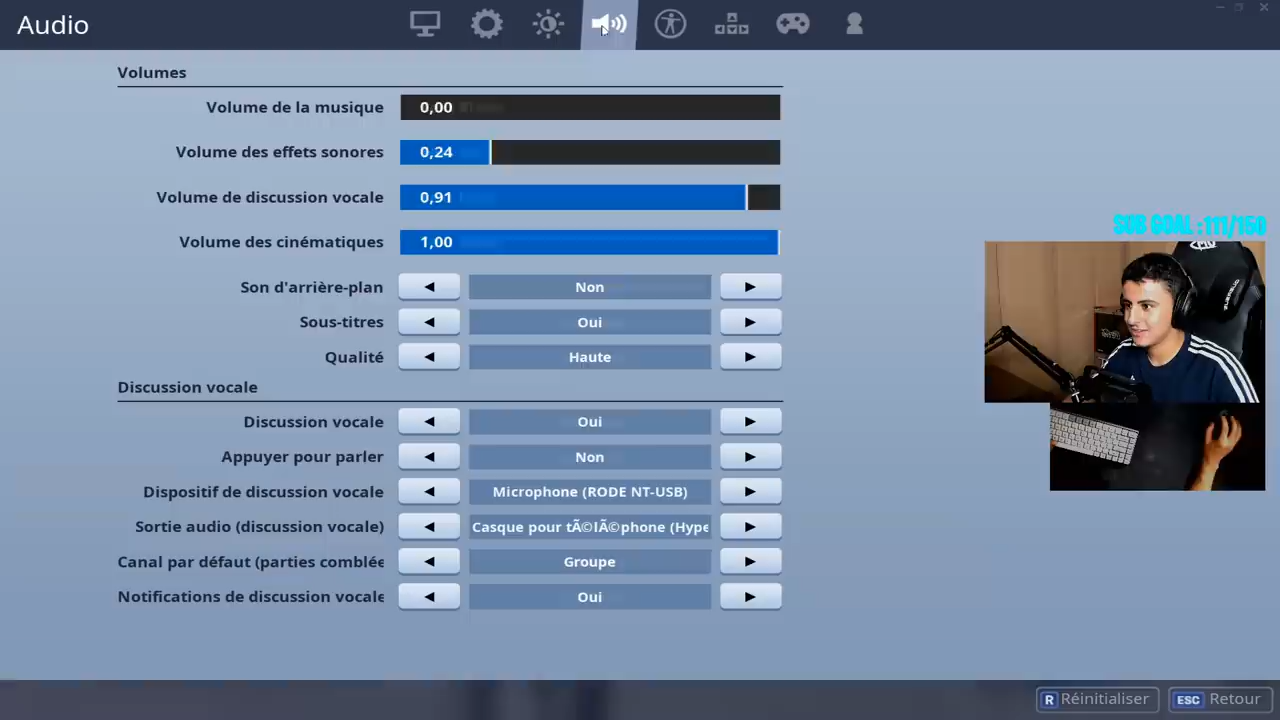 Audio
Volumes
Volume de la musique 0,00
Volume des effets sonores 0,24
Volume de discussion vocale 0,91
Volume des cinématiques 1,00
Son d'arrière-plan Non
Sous-titres Oui
Qualité Haute
Discussion vocale
Discussion vocale Oui
Appuyer pour parler Non
Dispositif de discussion vocale Microphone (RODE NT-USB)
Sortie audio (discussion vocale) Casque pour tÃ©lÃ©phone (Hype
Canal par défaut (parties comblée Groupe
Notifications de discussion vocale Oui
SUB GOAL :111/150
R Réinitialiser
ESC Retour